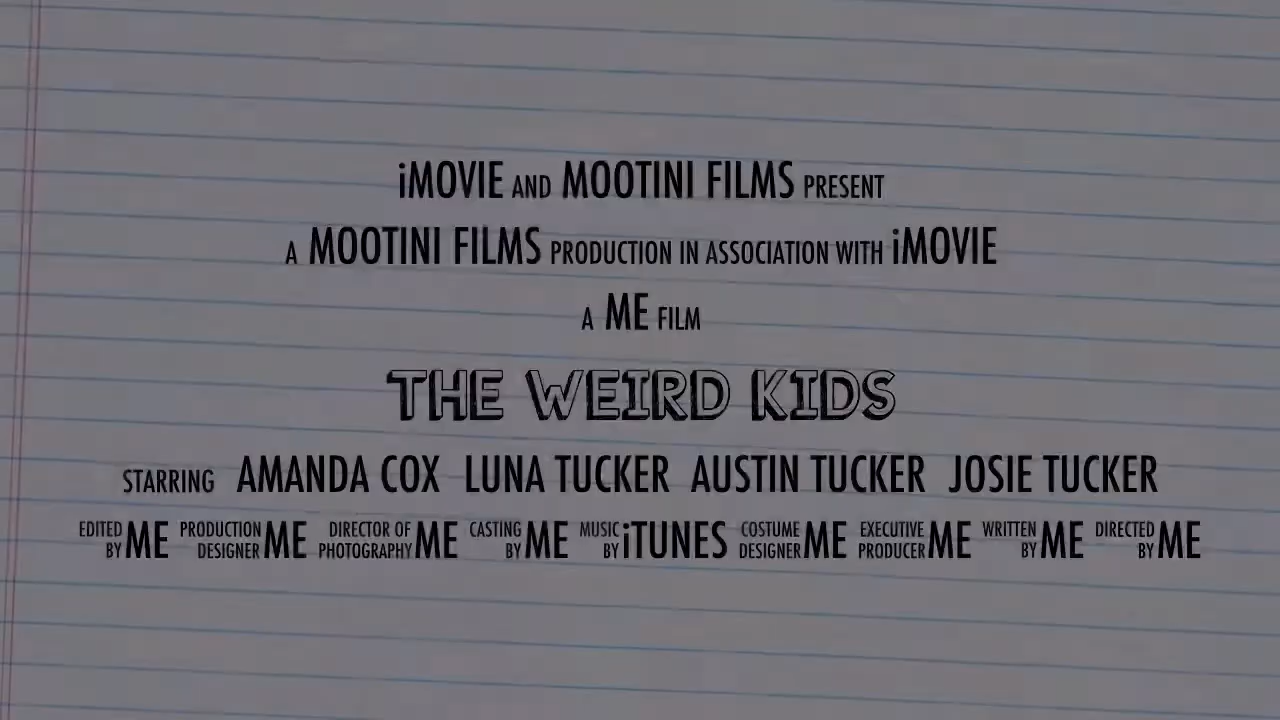 iMOVIE AND MOOTINI FILMS PRESENT
A MOOTINI FILMS PRODUCTION IN ASSOCIATION WITH iMOVIE
A ME FILM
THE WEIRD KIDS
STARRING AMANDA COX LUNA TUCKER AUSTIN TUCKER JOSIE TUCKER
EDITED BY ME PRODUCTION DESIGNER ME DIRECTOR OF PHOTOGRAPHY ME CASTING BY ME MUSIC BY iTUNES COSTUME DESIGNER ME EXECUTIVE PRODUCER ME WRITTEN BY ME DIRECTED BY ME